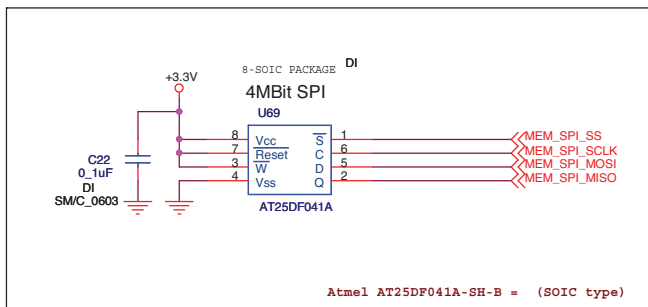 8-SOIC PACKAGE DI
+3.3V
4MBit SPI
U69
8 Vcc S 1 MEM_SPI_SS
7 Reset C 6 MEM_SPI_SCLK
3 W D 5 MEM_SPI_MOSI
4 Vss Q 2 MEM_SPI_MISO
C22
0_1uF
DI
SM/C_0603
AT25DF041A
Atmel AT25DF041A-SH-B = (SOIC type)